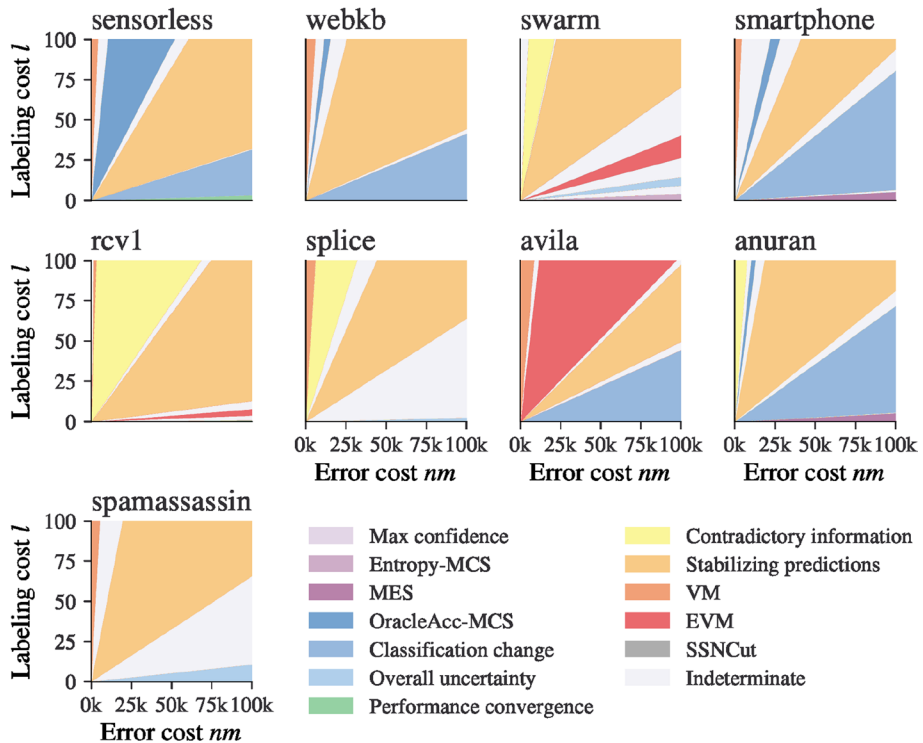 sensorless webkb swarm smartphone
Labeling cost l
100
75
50
25
0
rcv1 splice avila anuran
Labeling cost l
100
75
50
25
0
0k 25k 50k 75k 100k 0k 25k 50k 75k 100k 0k 25k 50k 75k 100k
Error cost nm Error cost nm Error cost nm
spamassassin
Labeling cost l
100
75
50
25
0
0k 25k 50k 75k 100k
Error cost nm
Max confidence
Entropy-MCS
MES
OracleAcc-MCS
Classification change
Overall uncertainty
Performance convergence
Contradictory information
Stabilizing predictions
VM
EVM
SSNCut
Indeterminate